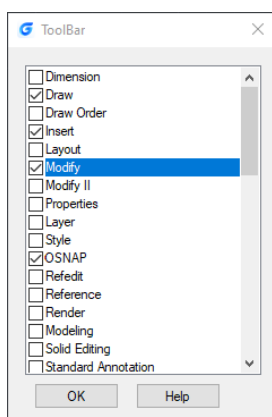 ToolBar
Dimension
Draw
Draw Order
Insert
Layout
Modify
Modify II
Properties
Layer
Style
OSNAP
Refedit
Reference
Render
Modeling
Solid Editing
Standard Annotation
OK Help